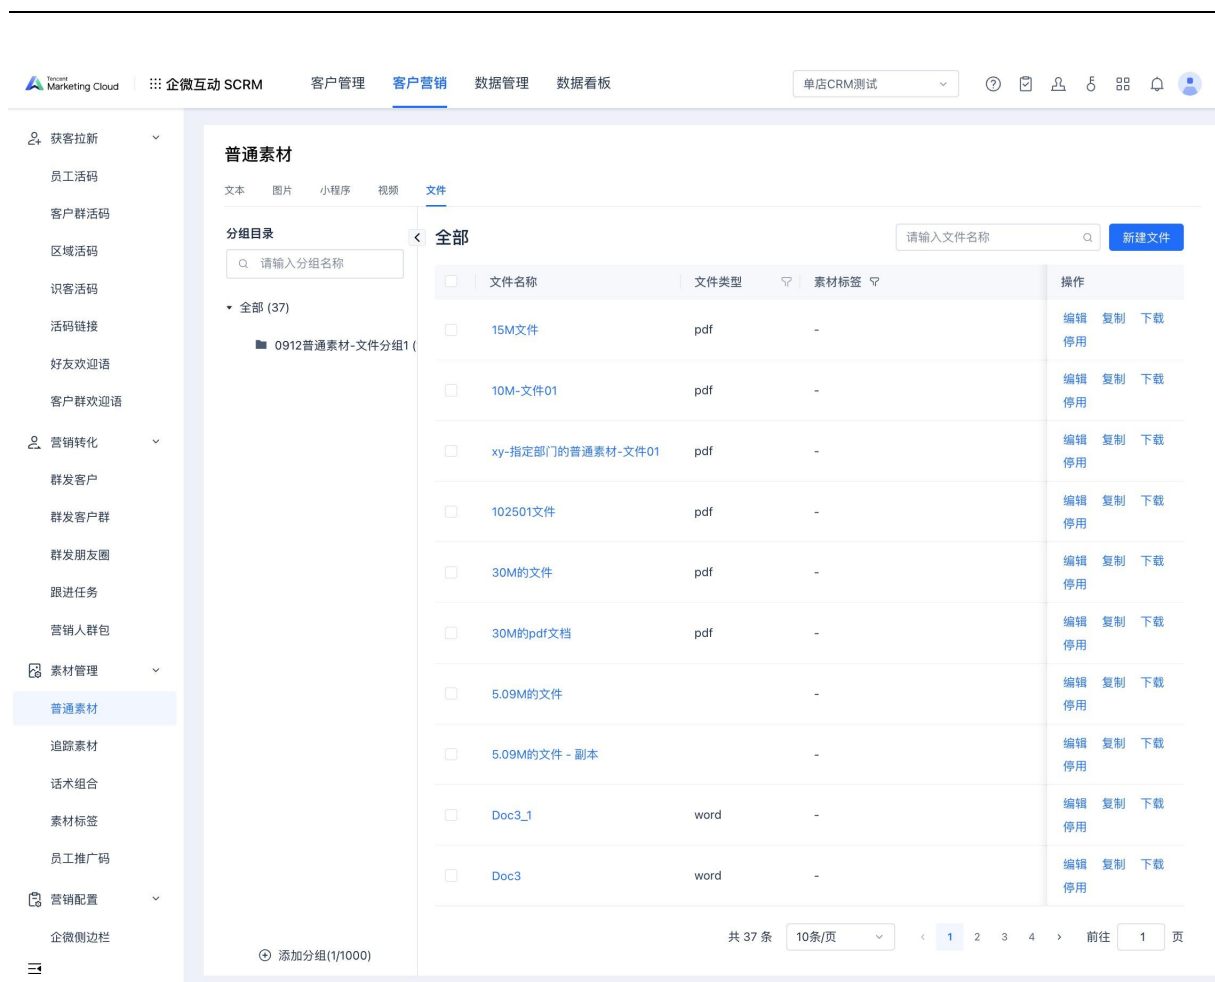 Tencent
Marketing Cloud
企微互动 SCRM
客户管理
客户营销
数据管理
数据看板
单店CRM测试
获客拉新
员工活码
客户群活码
区域活码
识客活码
活码链接
好友欢迎语
客户群欢迎语
营销转化
群发客户
群发客户群
群发朋友圈
跟进任务
营销人群包
素材管理
普通素材
追踪素材
话术组合
素材标签
员工推广码
营销配置
企微侧边栏
普通素材
文本 图片 小程序 视频 文件
分组目录
请输入分组名称
全部 (37)
0912普通素材-文件分组1 (
添加分组(1/1000)
全部
请输入文件名称
新建文件
文件名称 文件类型 素材标签 操作
15M文件 pdf - 编辑 复制 下载
停用
10M-文件01 pdf - 编辑 复制 下载
停用
xy-指定部门的普通素材-文件01 pdf - 编辑 复制 下载
停用
102501文件 pdf - 编辑 复制 下载
停用
30M的文件 pdf - 编辑 复制 下载
停用
30M的pdf文档 pdf - 编辑 复制 下载
停用
5.09M的文件 - 编辑 复制 下载
停用
5.09M的文件 - 副本 - 编辑 复制 下载
停用
Doc3_1 word - 编辑 复制 下载
停用
Doc3 word - 编辑 复制 下载
停用
共 37 条 10条/页 1 2 3 4 前往 1 页